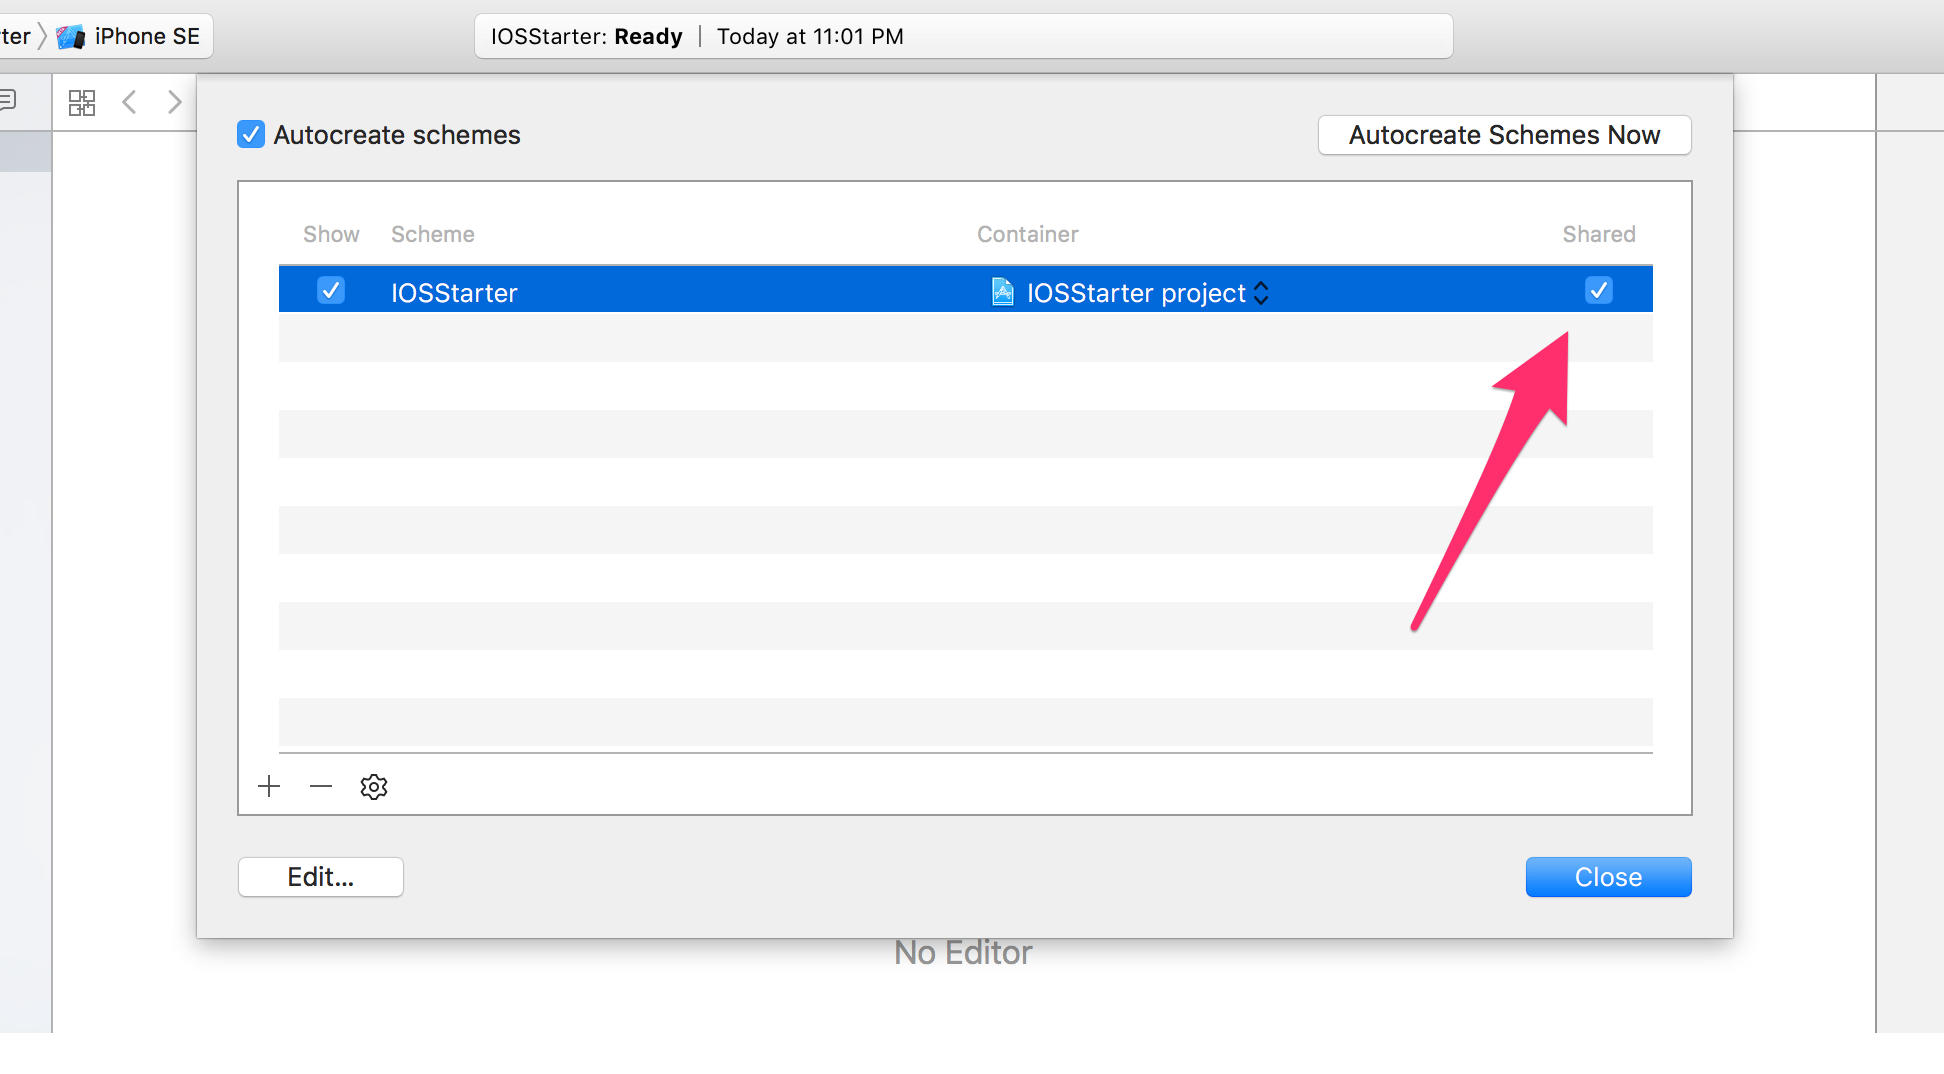 ter iPhone SE
IOSStarter: Ready | Today at 11:01 PM
Autocreate schemes
Autocreate Schemes Now
Show Scheme Container Shared
IOSStarter IOSStarter project
Edit...
Close
No Editor